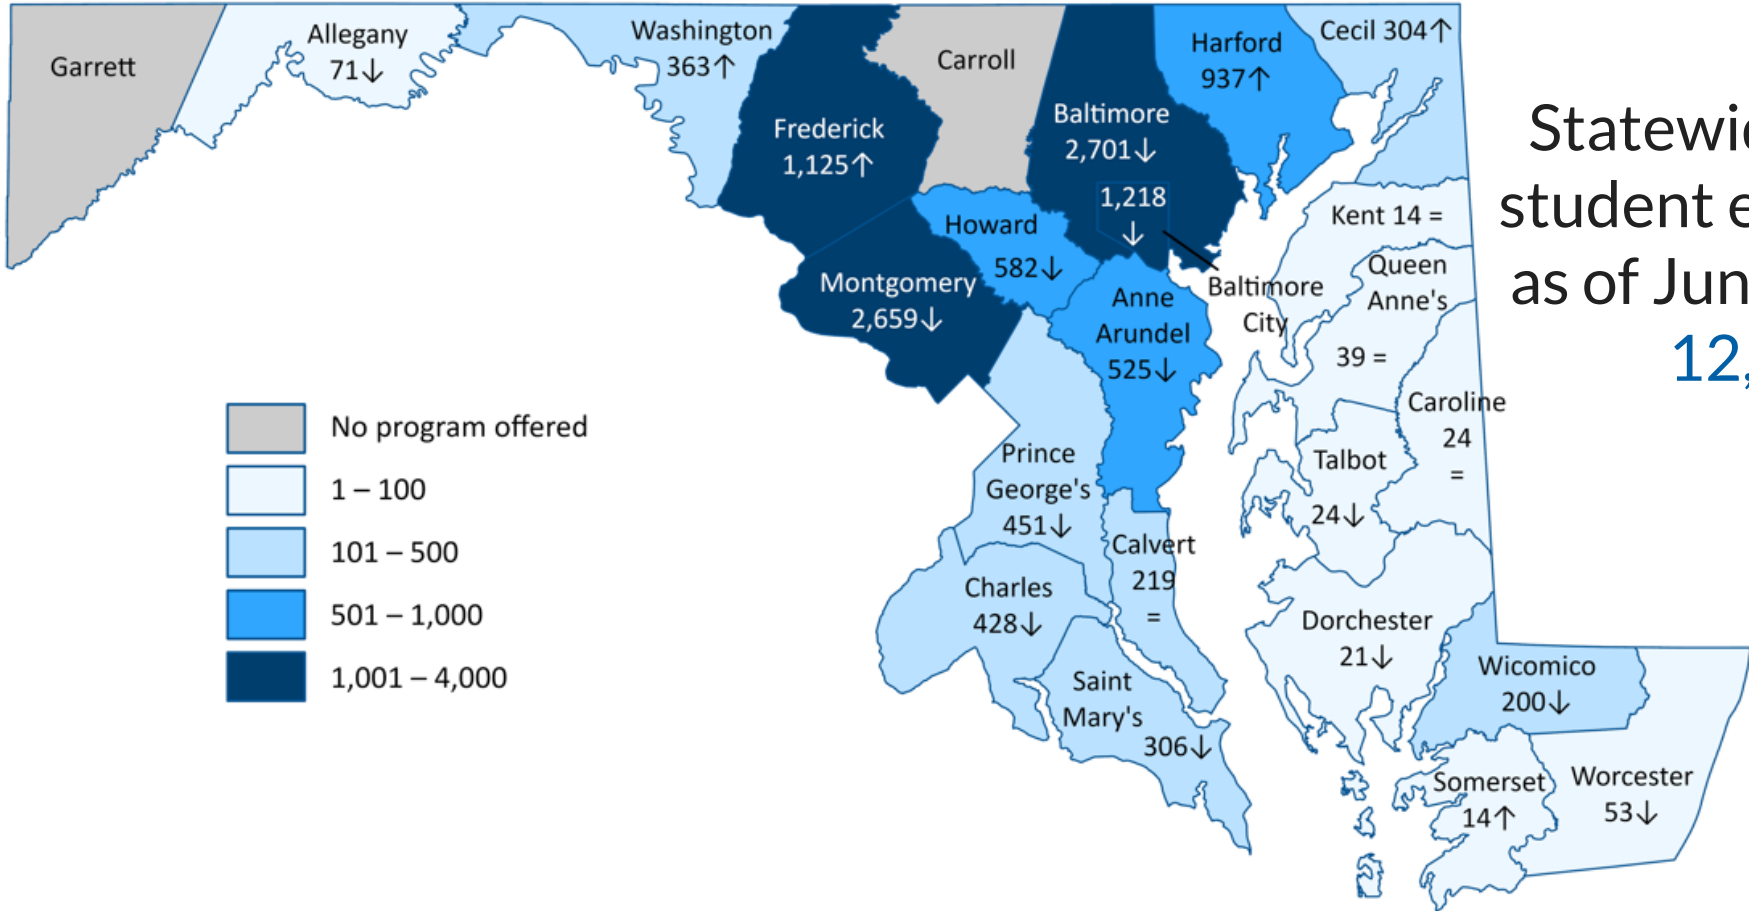 Garrett
Allegany
71↓
Washington
363↑
Frederick
1,125↑
Carroll
Baltimore
2,701↓
1,218
↓
Harford
937↑
Cecil 304↑
Kent 14 =
Queen
Anne's
39 =
Howard
582↓
Montgomery
2,659↓
Anne
Arundel
525↓
Baltimore
City
Caroline
24
=
Talbot
24↓
Prince
George's
451↓
Calvert
219
=
Charles
428↓
Saint
Mary's
306↓
Dorchester
21↓
Wicomico
200↓
Somerset
14↑
Worcester
53↓
No program offered
1 – 100
101 – 500
501 – 1,000
1,001 – 4,000
student
as of
12,